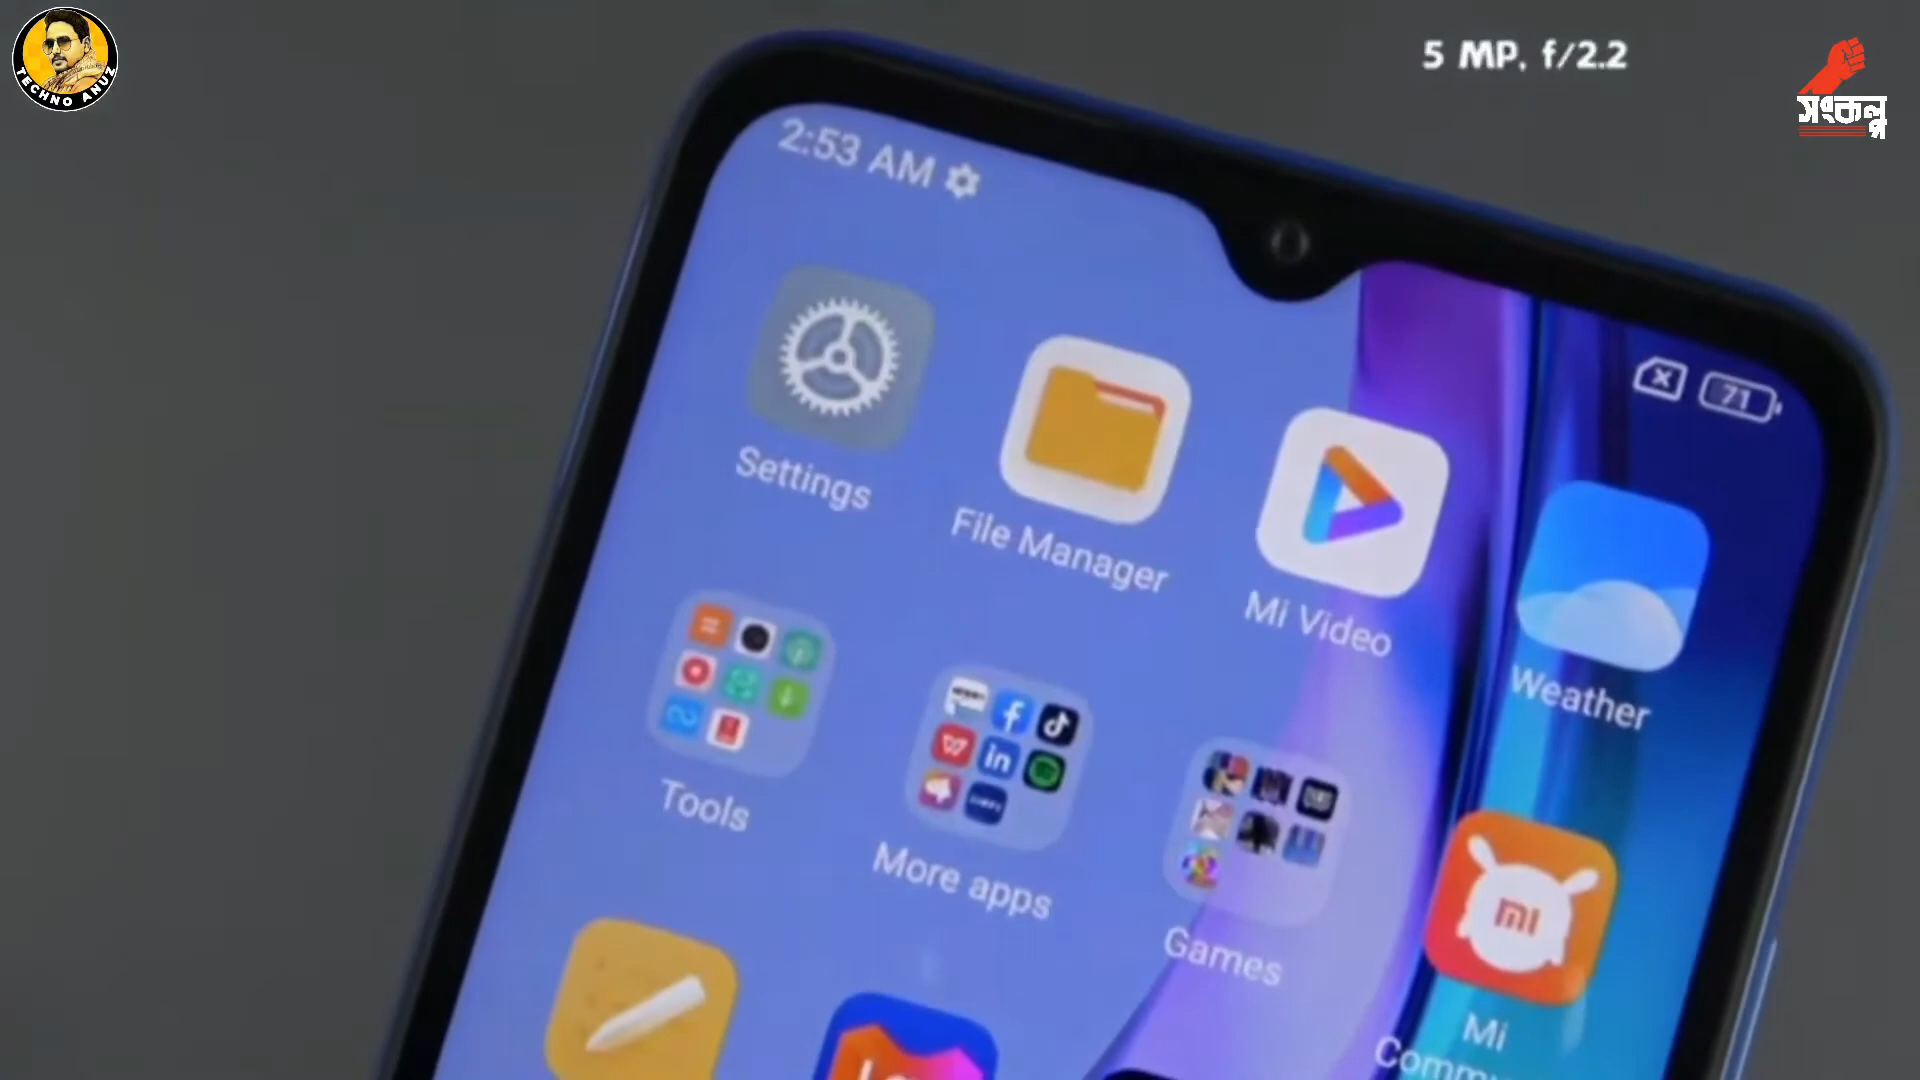 TECHNO ANUZ
5 MP, f/2.2
সংকল্প
2:53 AM
71
Settings
File Manager
Mi Video
Weather
Tools
More apps
Games
mi
Mi